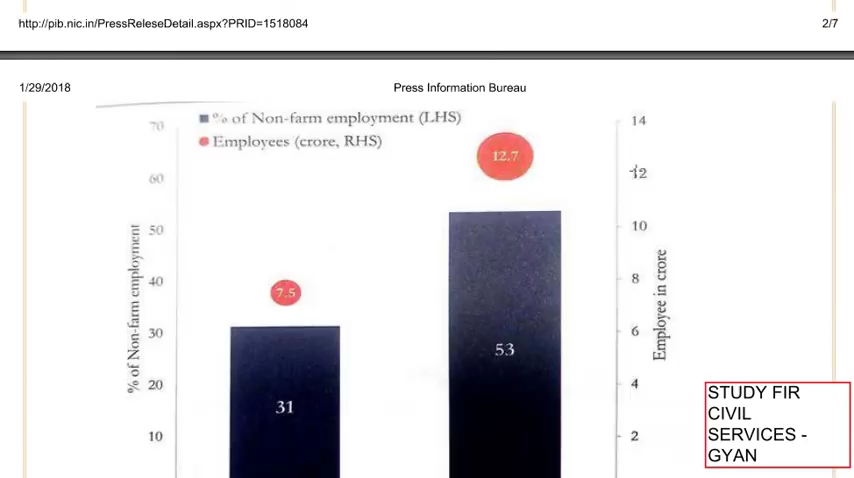 http://pib.nic.in/PressReleseDetail.aspx?PRID=1518084 2/7
1/29/2018 Press Information Bureau
% of Non-farm employment (LHS)
Employees (crore, RHS)
70
60
50
40
30
20
10
% of Non-farm employment
7.5
31
12.7
53
14
12
10
8
6
4
2
Employee in crore
STUDY FIR
CIVIL
SERVICES -
GYAN